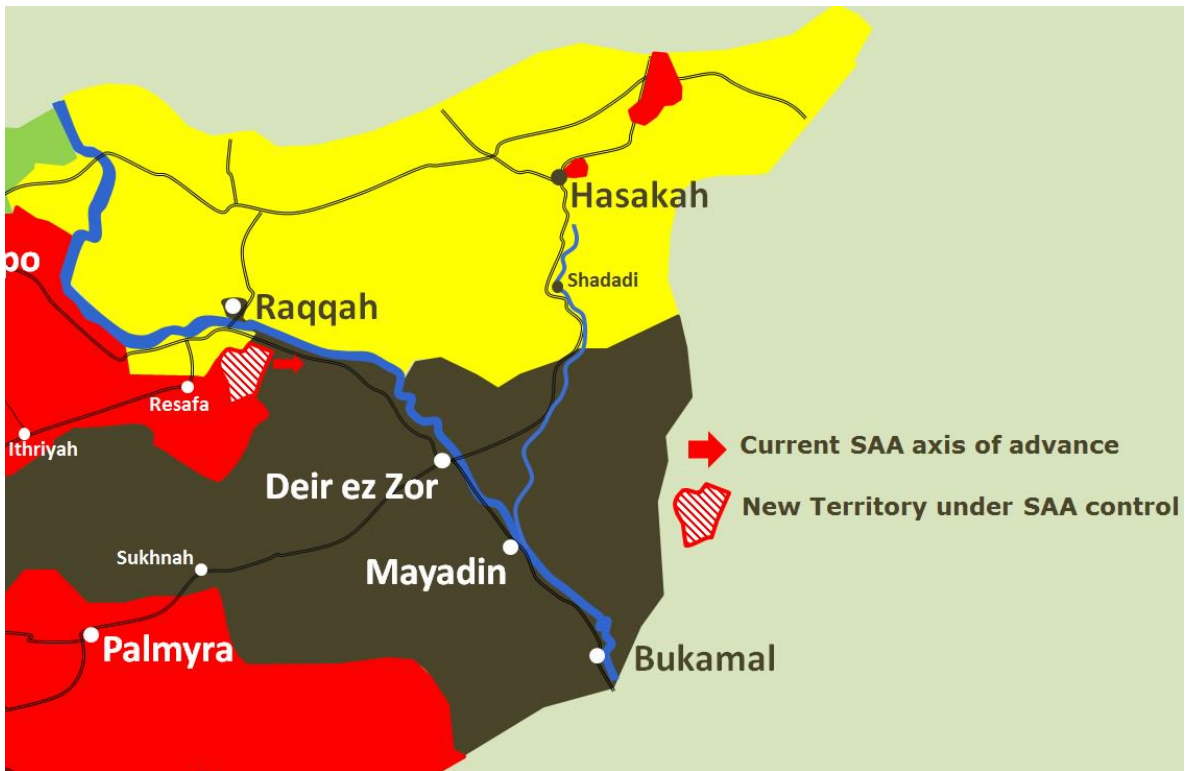 Hasakah
po
Shadadi
Raqqah
Resafa
Ithriyah
Current SAA axis of advance
Deir ez Zor
New Territory under SAA control
Sukhnah
Mayadin
Palmyra
Bukamal